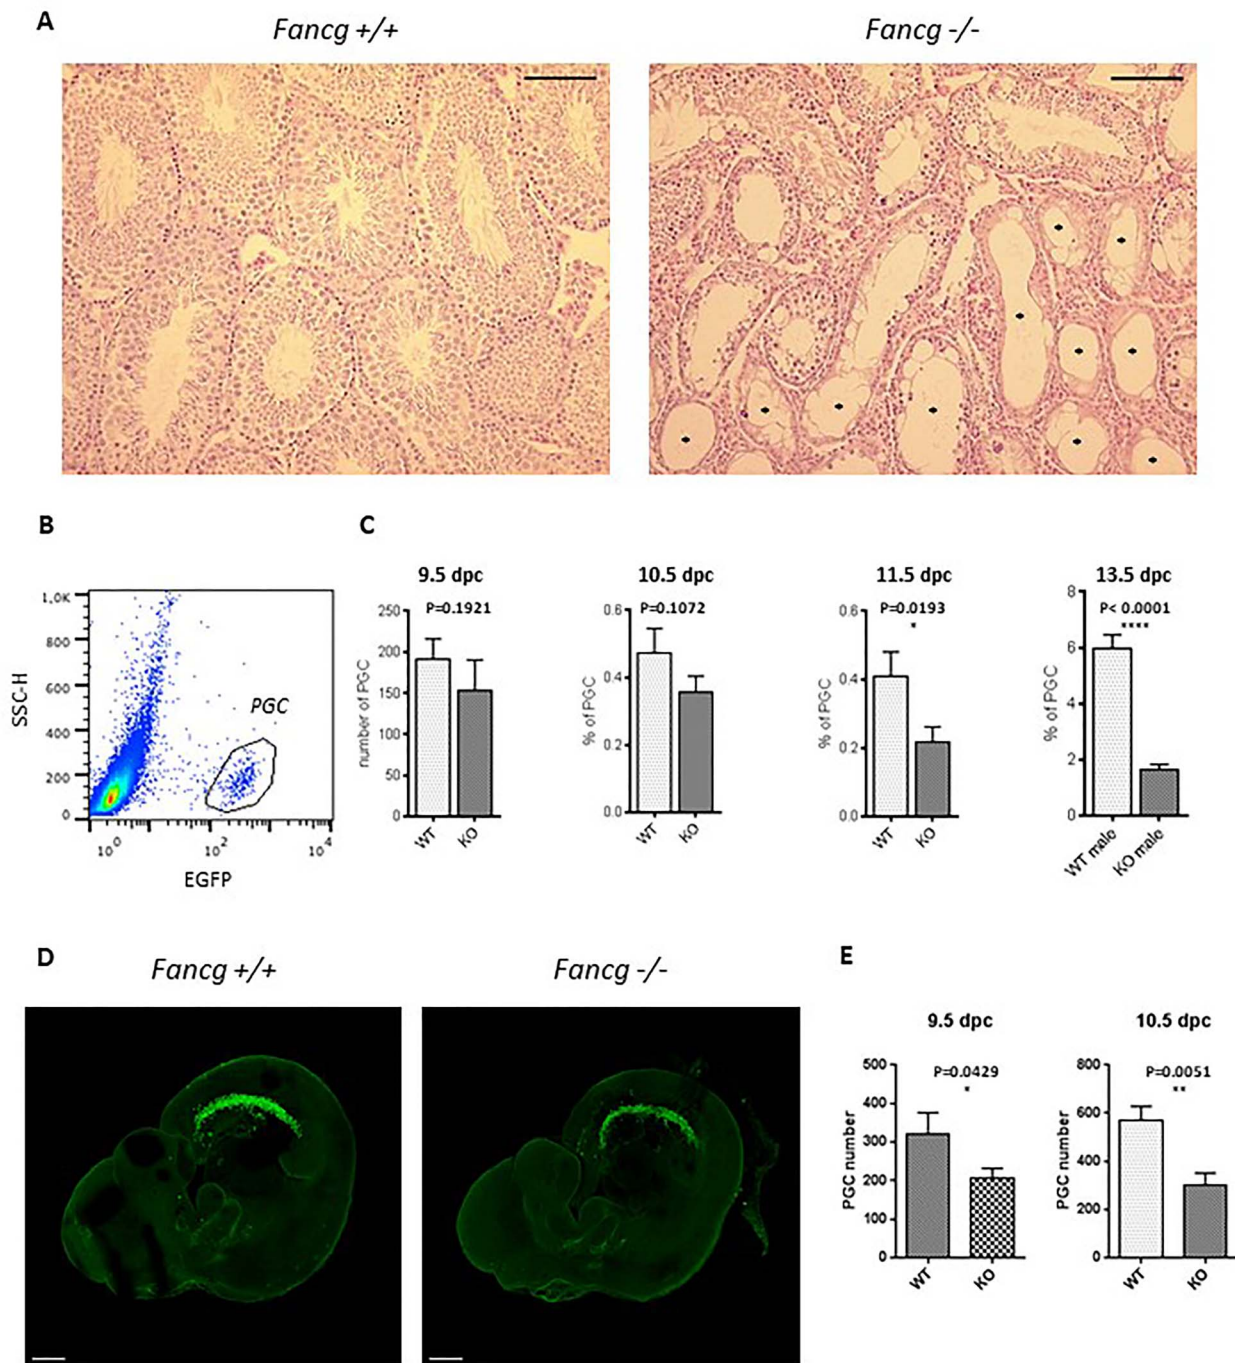 A
Fancg +/+
Fancg -/-
B
C
SSC-H
1,0K
800
600
400
200
0
PGC
10^0
10^2
10^4
EGFP
9.5 dpc
P=0.1921
number of PGC
250
200
150
100
50
0
WT
KO
10.5 dpc
P=0.1072
% of PGC
0.6
0.4
0.2
0.0
WT
KO
11.5 dpc
P=0.0193
*
% of PGC
0.6
0.4
0.2
0.0
WT
KO
13.5 dpc
P< 0.0001
****
% of PGC
8
6
4
2
0
WT male
KO male
D
Fancg +/+
Fancg -/-
E
9.5 dpc
P=0.0429
*
PGC number
500
400
300
200
100
0
WT
KO
10.5 dpc
P=0.0051
**
PGC number
800
600
400
200
0
WT
KO